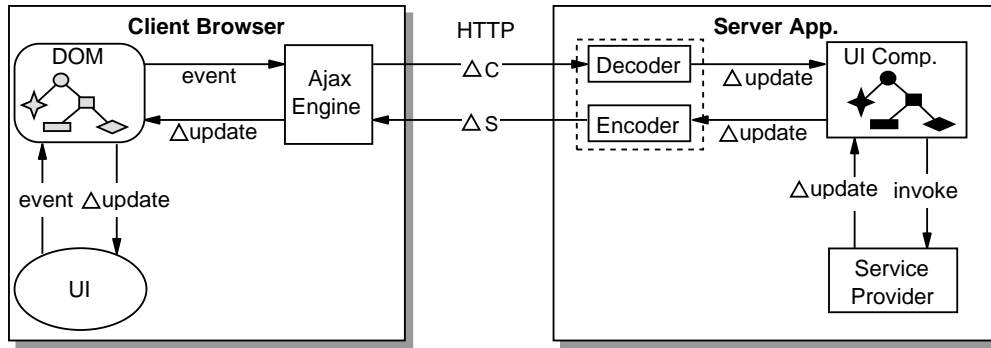 Client Browser
HTTP
Server App.
DOM
event
Ajax
Engine
△update
△C
△S
Decoder
Encoder
△update
△update
UI Comp.
event
△update
UI
△update
invoke
Service
Provider